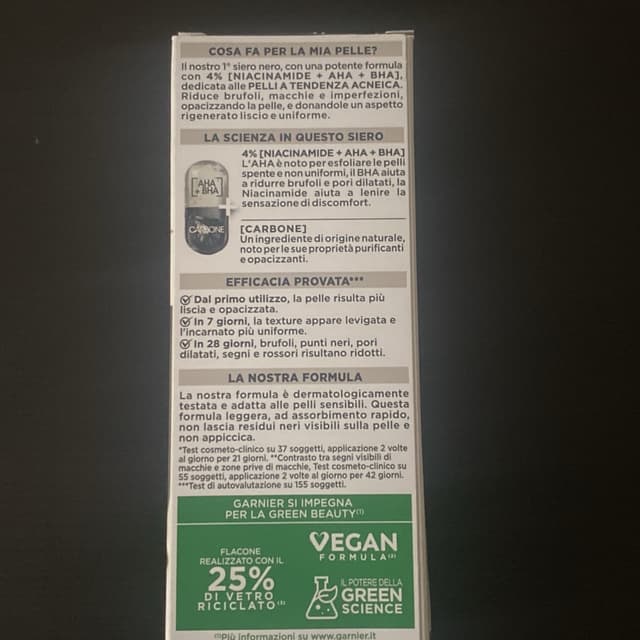 COSA FA PER LA MIA PELLE?
Il nostro 1° siero nero, con una potente formula
con 4% [NIACINAMIDE + AHA + BHA],
dedicata alle PELLI A TENDENZA ACNEICA.
Riduce brufoli, macchie e imperfezioni,
opacizzando la pelle, e donandole un aspetto
rigenerato liscio e uniforme.
LA SCIENZA IN QUESTO SIERO
4% [NIACINAMIDE + AHA + BHA]
L'AHA è noto per esfoliare le pelli
spente e non uniformi, il BHA aiuta
a ridurre brufoli e pori dilatati, la
Niacinamide aiuta a lenire la
sensazione di discomfort.
[AHA
+ BHA]
+
CARBONE
[CARBONE]
Un ingrediente di origine naturale,
noto per le sue proprietà purificanti
e opacizzanti.
EFFICACIA PROVATA***
Dal primo utilizzo, la pelle risulta più
liscia e opacizzata.
In 7 giorni, la texture appare levigata e
l'incarnato più uniforme.
In 28 giorni, brufoli, punti neri, pori
dilatati, segni e rossori risultano ridotti.
LA NOSTRA FORMULA
La nostra formula è dermatologicamente
testata e adatta alle pelli sensibili. Questa
formula leggera, ad assorbimento rapido,
non lascia residui neri visibili sulla pelle e
non appiccica.
*Test cosmeto-clinico su 37 soggetti, applicazione 2 volte
al giorno per 21 giorni. **Contrasto tra segni visibili di
macchie e zone prive di macchie, Test cosmeto-clinico su
55 soggetti, applicazione 2 volte al giorno per 42 giorni.
***Test di autovalutazione su 155 soggetti.
GARNIER SI IMPEGNA
PER LA GREEN BEAUTY(1)
FLACONE
REALIZZATO CON IL
25%
DI VETRO
RICICLATO(3)
VEGAN
FORMULA(2)
IL POTERE DELLA
GREEN
SCIENCE
(1)Più informazioni su www.garnier.it